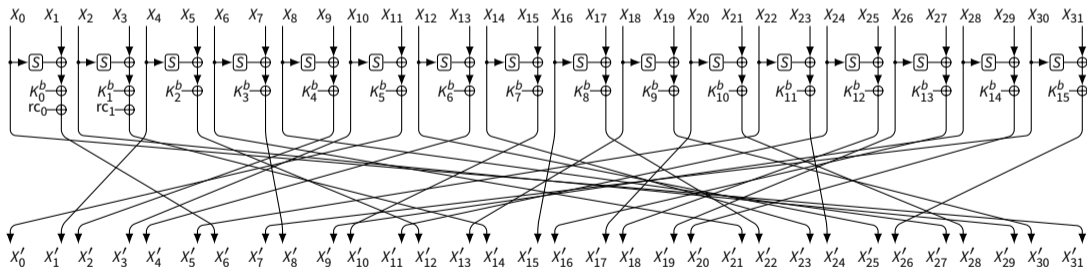 X₀ X₁ X₂ X₃ X₄ X₅ X₆ X₇ X₈ X₉ X₁₀ X₁₁ X₁₂ X₁₃ X₁₄ X₁₅ X₁₆ X₁₇ X₁₈ X₁₉ X₂₀ X₂₁ X₂₂ X₂₃ X₂₄ X₂₅ X₂₆ X₂₇ X₂₈ X₂₉ X₃₀ X₃₁
S S S S S S S S S S S S S S S S
K₀ᵇ K₁ᵇ K₂ᵇ K₃ᵇ K₄ᵇ K₅ᵇ K₆ᵇ K₇ᵇ K₈ᵇ K₉ᵇ K₁₀ᵇ K₁₁ᵇ K₁₂ᵇ K₁₃ᵇ K₁₄ᵇ K₁₅ᵇ
rc₀ rc₁
X′₀ X′₁ X′₂ X′₃ X′₄ X′₅ X′₆ X′₇ X′₈ X′₉ X′₁₀ X′₁₁ X′₁₂ X′₁₃ X′₁₄ X′₁₅ X′₁₆ X′₁₇ X′₁₈ X′₁₉ X′₂₀ X′₂₁ X′₂₂ X′₂₃ X′₂₄ X′₂₅ X′₂₆ X′₂₇ X′₂₈ X′₂₉ X′₃₀ X′₃₁